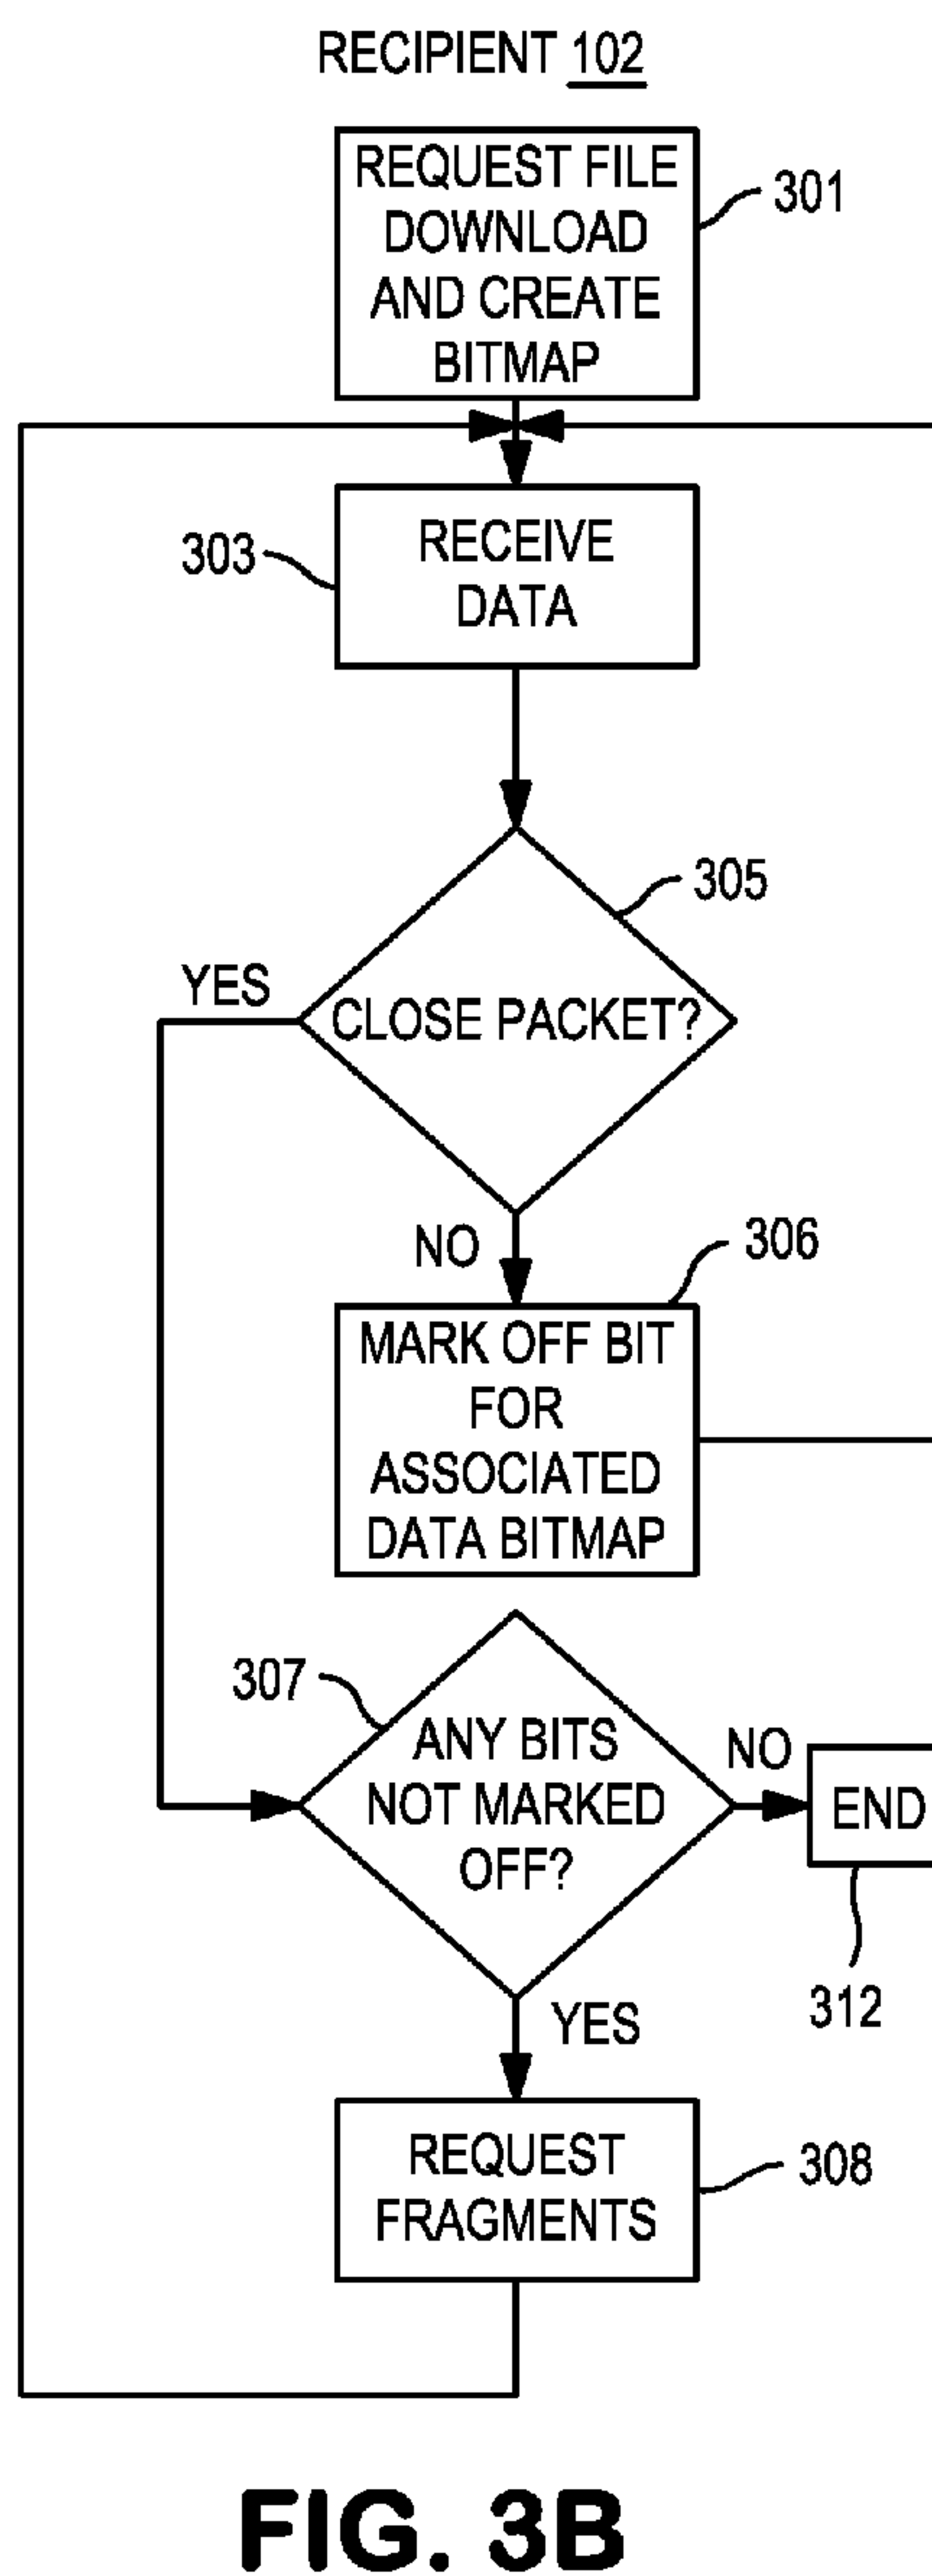 RECIPIENT 102
REQUEST FILE
DOWNLOAD
AND CREATE
BITMAP
301
RECEIVE
DATA
303
305
YES
CLOSE PACKET?
NO
306
MARK OFF BIT
FOR
ASSOCIATED
DATA BITMAP
307
ANY BITS
NOT MARKED
OFF?
NO
END
312
YES
REQUEST
FRAGMENTS
308
FIG. 3B